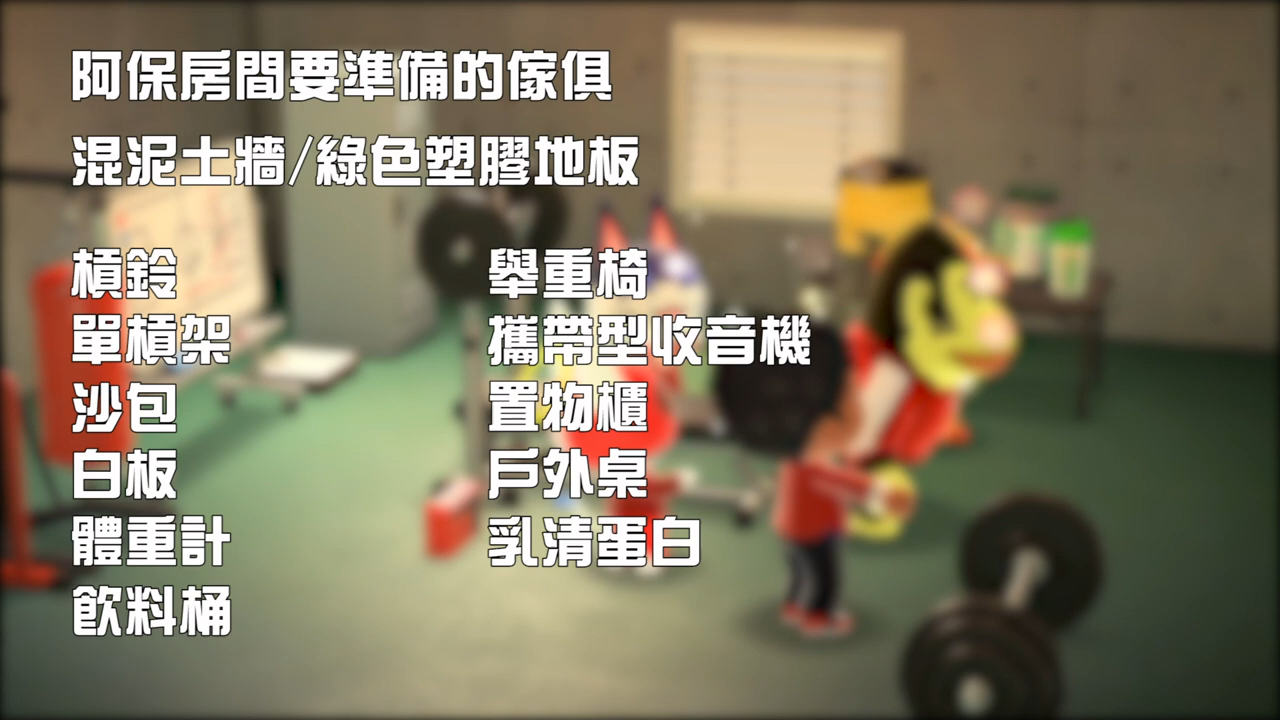 阿保房間要準備的傢俱
混泥土牆/綠色塑膠地板
槓鈴
單槓架
沙包
白板
體重計
飲料桶
舉重椅
攜帶型收音機
置物櫃
戶外桌
乳清蛋白